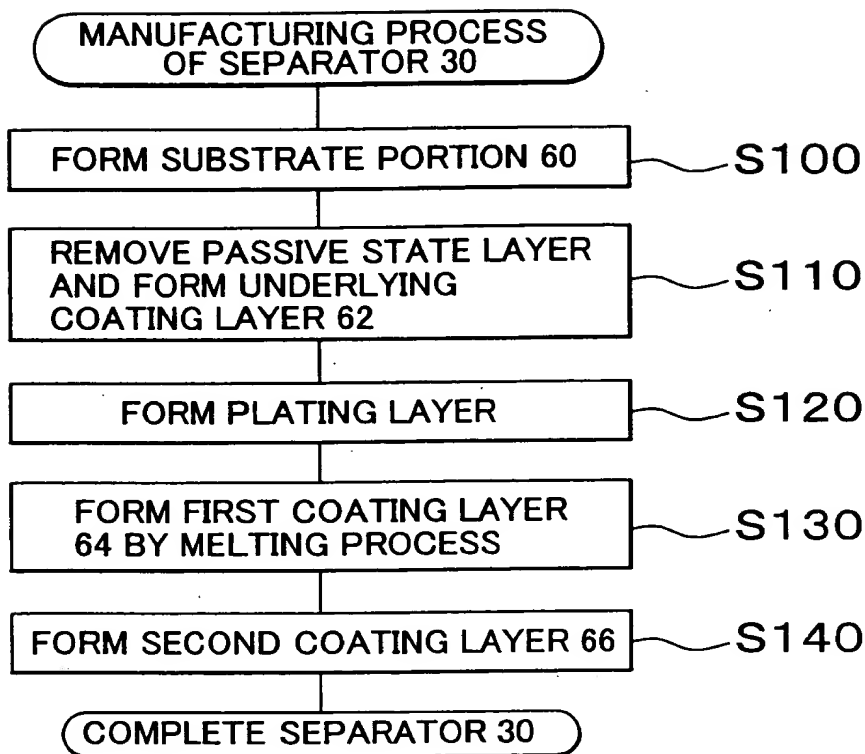 MANUFACTURING PROCESS
OF SEPARATOR 30
FORM SUBSTRATE PORTION 60
S100
REMOVE PASSIVE STATE LAYER
AND FORM UNDERLYING
COATING LAYER 62
S110
FORM PLATING LAYER
S120
FORM FIRST COATING LAYER
64 BY MELTING PROCESS
S130
FORM SECOND COATING LAYER 66
S140
COMPLETE SEPARATOR 30